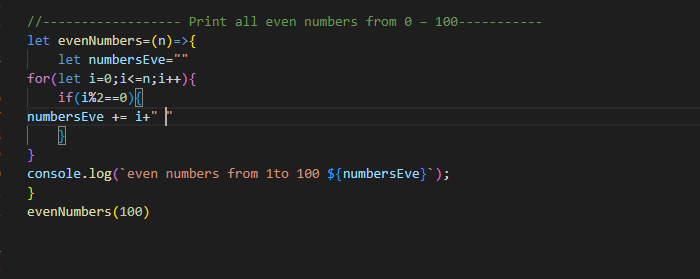 //------------------ Print all even numbers from 0 – 100-----------
let evenNumbers=(n)=>{
let numbersEve=""
for(let i=0;i<=n;i++){
if(i%2==0){
numbersEve += i+" "
}
}
console.log(`even numbers from 1to 100 ${numbersEve}`);
}
evenNumbers(100)